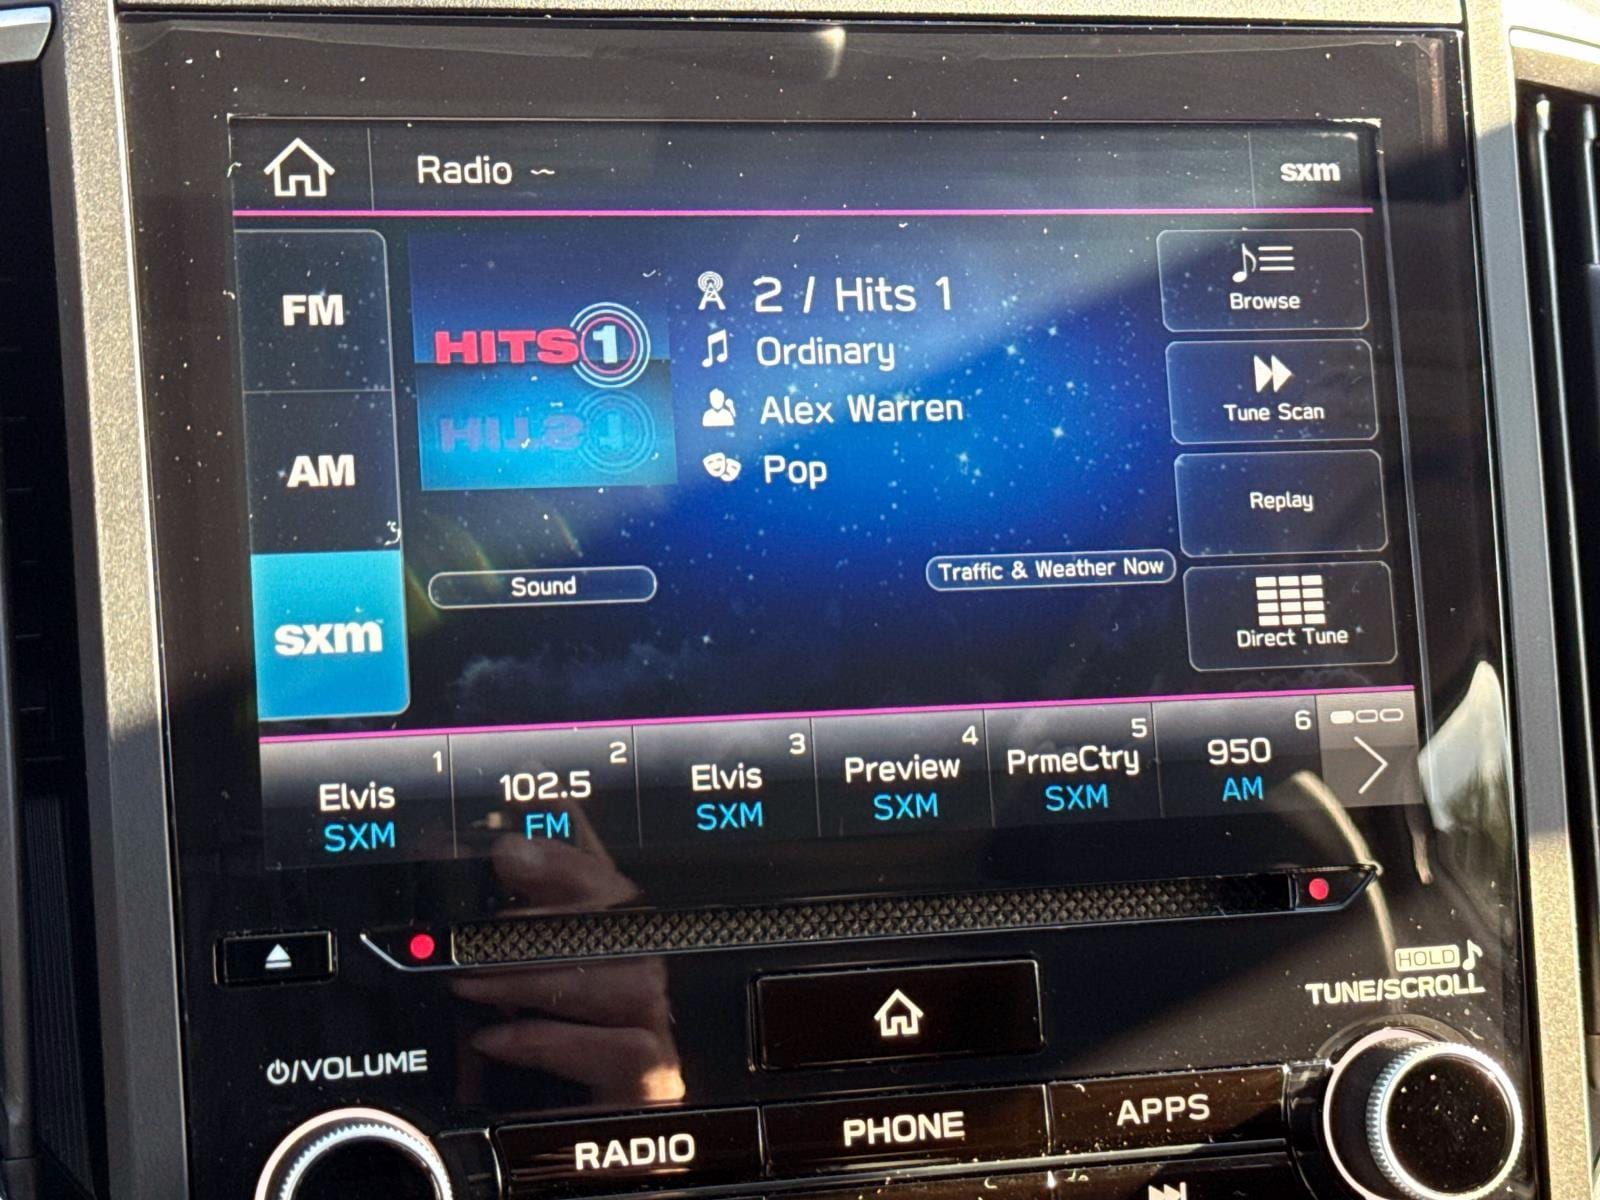 Radio
sxm
FM
AM
sxm
HITS 1
2 / Hits 1
Ordinary
Alex Warren
Pop
Sound
Traffic & Weather Now
Browse
Tune Scan
Replay
Direct Tune
1
Elvis
SXM
2
102.5
FM
3
Elvis
SXM
4
Preview
SXM
5
PrmeCtry
SXM
6
950
AM
HOLD
TUNE/SCROLL
/VOLUME
RADIO
PHONE
APPS